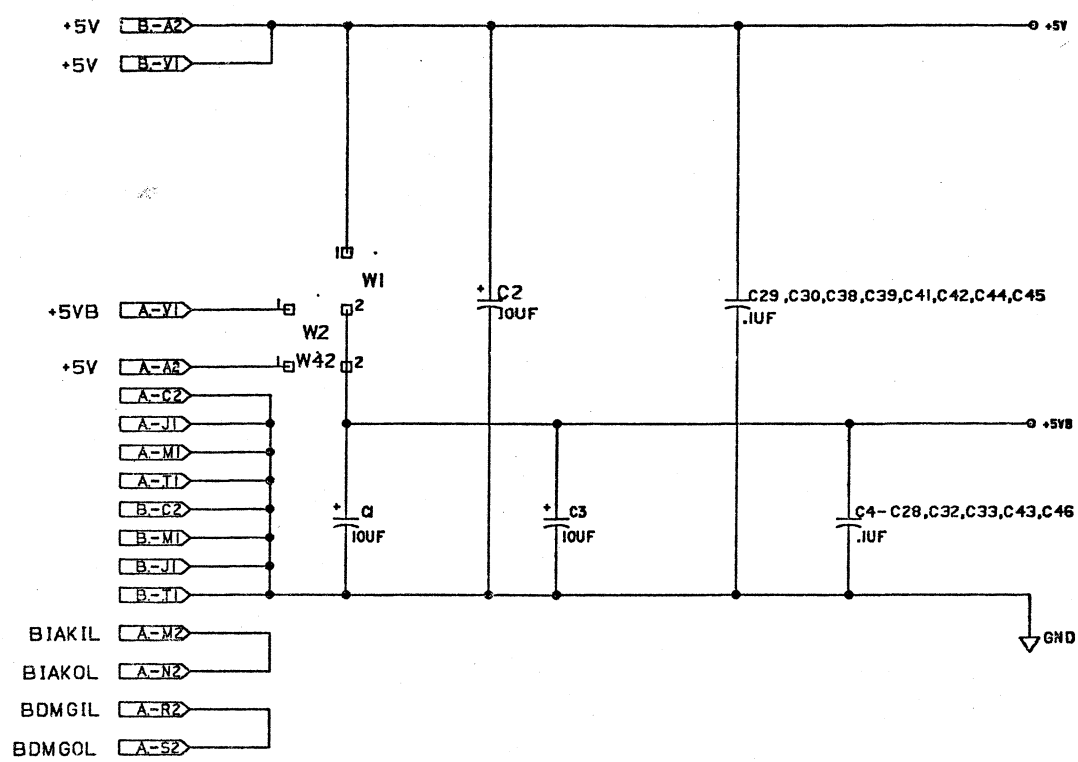 +5V B-A2 +5V
+5V B-V1
1
W1
+5VB A-V1 1 2
W2
+5V A-A2 1 W42 2
+ C2
10UF
C29,C30,C38,C39,C41,C42,C44,C45
.1UF
A-C2
A-J1 +5VB
A-M1
A-T1
B-C2
B-M1
B-J1
B-T1
+ C1
10UF
+ C3
10UF
C4-C28,C32,C33,C43,C46
.1UF
GND
BIAKIL A-M2
BIAKOL A-N2
BDMGIL A-R2
BDMGOL A-S2